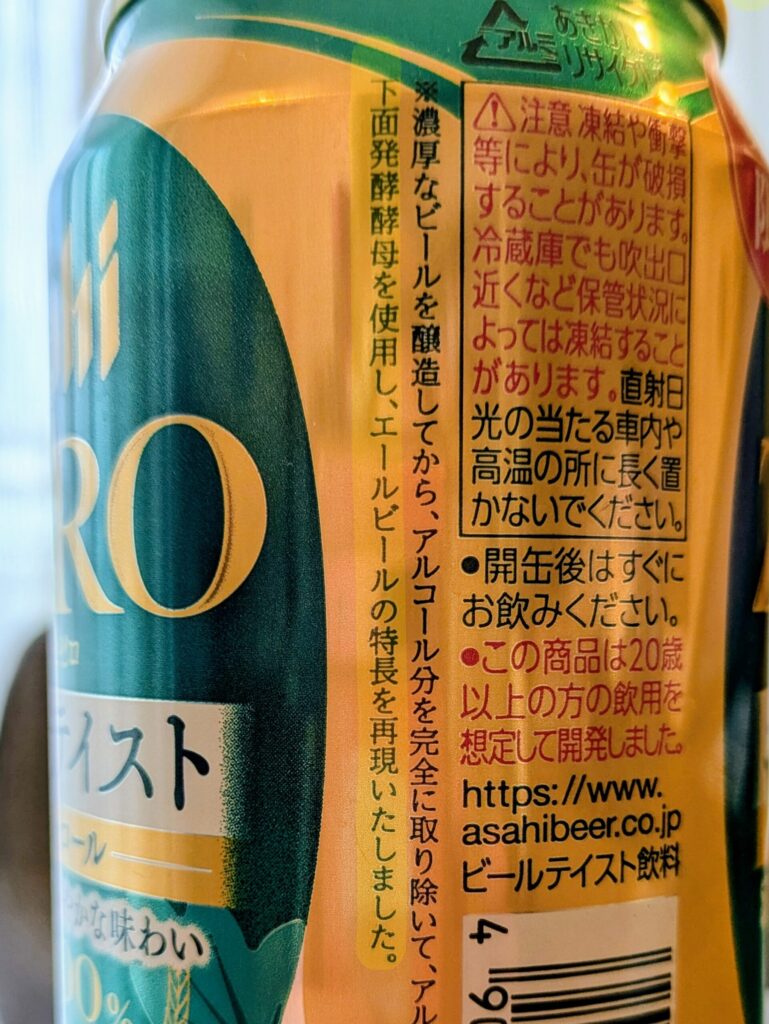 RO
テイスト
コール
かな味わい
※濃厚なビールを醸造してから、アルコール分を完全に取り除いて、アル
下面発酵酵母を使用し、エールビールの特長を再現いたしました。
アルミ
注意 凍結や衝撃
等により、缶が破損
することがあります。
冷蔵庫でも吹出口
近くなど保管状況に
よっては凍結すること
があります。直射日
光の当たる車内や
高温の所に長く置
かないでください。
●開缶後はすぐに
お飲みください。
●この商品は20歳
以上の方の飲用を
想定して開発しました。
https://www.
asahibeer.co.jp
ビールテイスト飲料
4